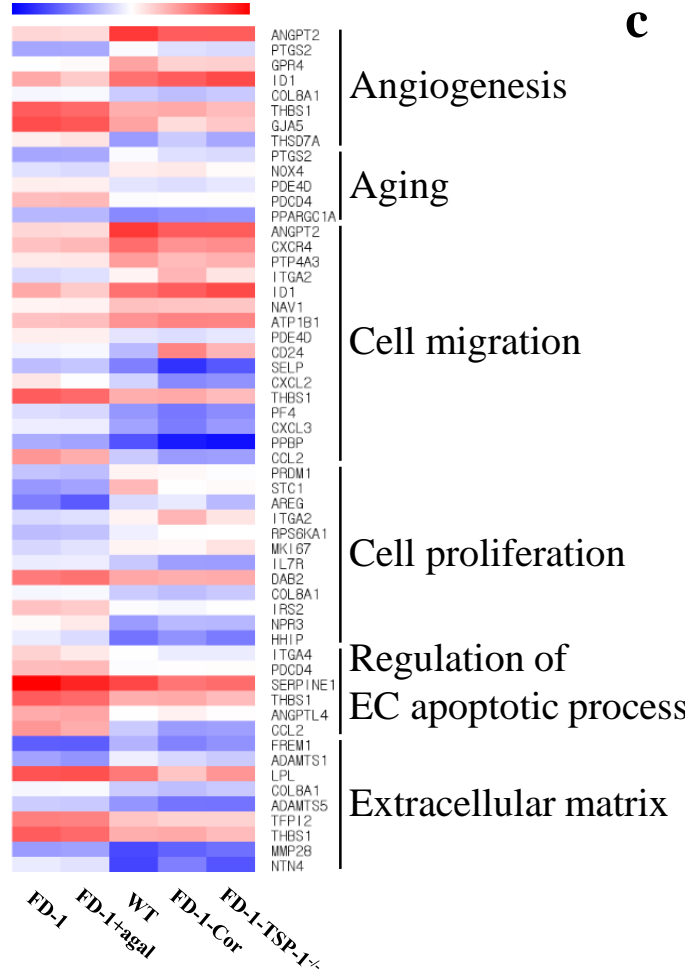 c
ANGPT2
PTGS2
GPR4
ID1
COL8A1
THBS1
GJA5
THSD7A
Angiogenesis
PTGS2
NOX4
PDE4D
PDCD4
PPARGC1A
Aging
ANGPT2
CXCR4
PTP4A3
ITGA2
ID1
NAV1
ATP1B1
PDE4D
CD24
SELP
CXCL2
THBS1
PF4
CXCL3
PPBP
CCL2
Cell migration
PRDM1
STC1
AREG
ITGA2
RPS6KA1
MKI67
IL7R
DAB2
COL8A1
IRS2
NPR3
HHIP
Cell proliferation
ITGA4
PDCD4
SERPINE1
THBS1
ANGPTL4
CCL2
Regulation of
EC apoptotic process
FREM1
ADAMTS1
LPL
COL8A1
ADAMTS5
TFPI2
THBS1
MMP28
NTN4
Extracellular matrix
FD-1
FD-1+agal
WT
FD-1-Cor
FD-1-TSP-1-/-